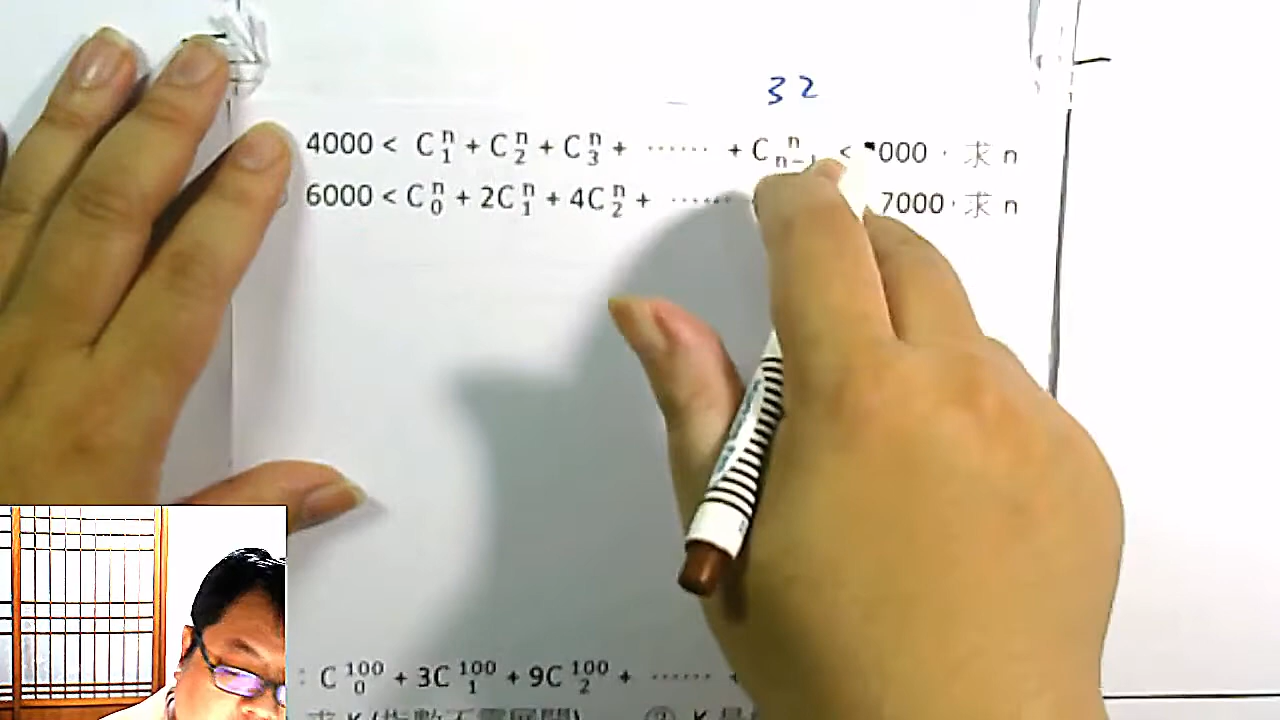 32
4000 < C₁ⁿ + C₂ⁿ + C₃ⁿ + ⋯⋯ + Cₙ₋₁ⁿ < 000，求 n
6000 < C₀ⁿ + 2C₁ⁿ + 4C₂ⁿ + ⋯⋯ 7000，求 n
: C₀¹⁰⁰ + 3C₁¹⁰⁰ + 9C₂¹⁰⁰ + ⋯⋯